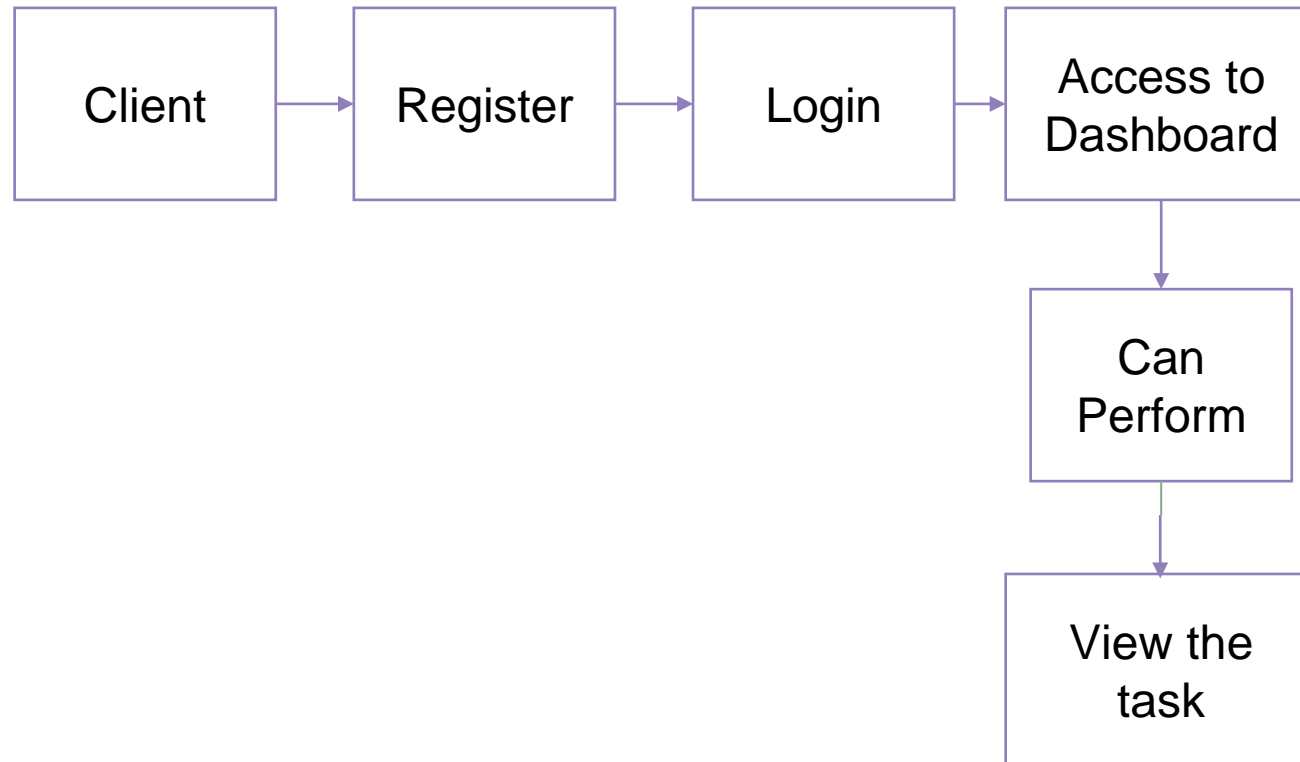 Client
Register
Login
Access to
Dashboard
Can
Perform
View the
task